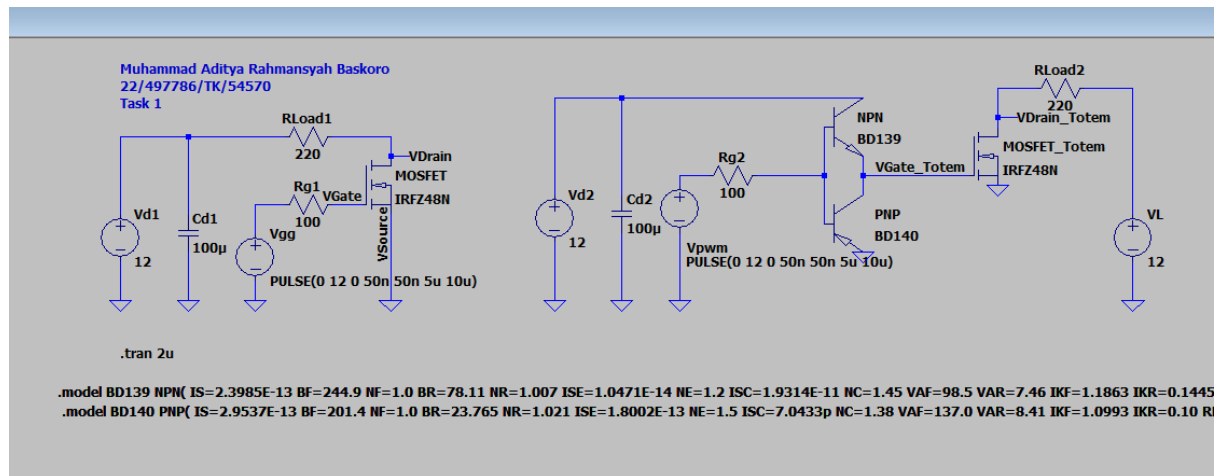 Muhammad Aditya Rahmansyah Baskoro
22/497786/TK/54570
Task 1
RLoad1
220
VDrain
MOSFET
IRFZ48N
Rg1
VGate
100
VSource
Vd1
12
Cd1
100µ
Vgg
PULSE(0 12 0 50n 50n 5u 10u)
RLoad2
220
VDrain_Totem
MOSFET_Totem
IRFZ48N
NPN
BD139
VGate_Totem
Rg2
100
Vd2
12
Cd2
100µ
PNP
BD140
Vpwm
PULSE(0 12 0 50n 50n 5u 10u)
VL
12
.tran 2u
.model BD139 NPN( IS=2.3985E-13 BF=244.9 NF=1.0 BR=78.11 NR=1.007 ISE=1.0471E-14 NE=1.2 ISC=1.9314E-11 NC=1.45 VAF=98.5 VAR=7.46 IKF=1.1863 IKR=0.1445
.model BD140 PNP( IS=2.9537E-13 BF=201.4 NF=1.0 BR=23.765 NR=1.021 ISE=1.8002E-13 NE=1.5 ISC=7.0433p NC=1.38 VAF=137.0 VAR=8.41 IKF=1.0993 IKR=0.10